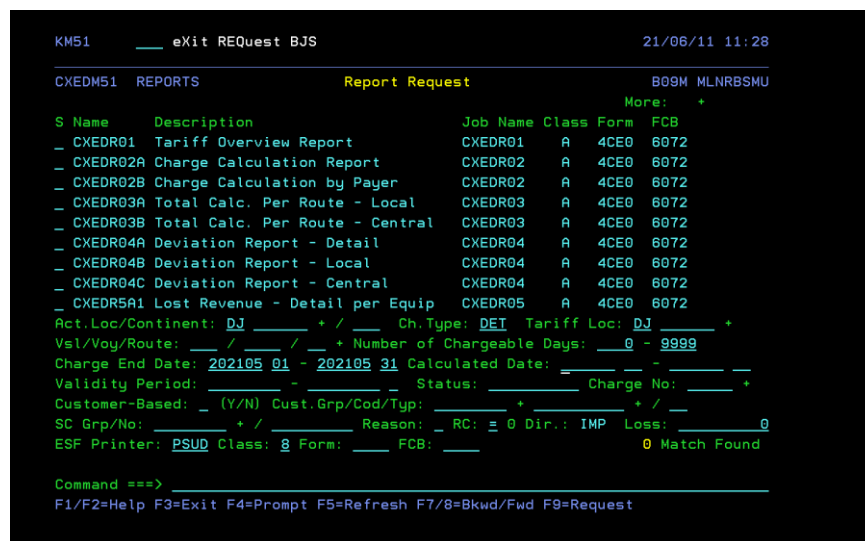 KM51 ____ eXit REQuest BJS 21/06/11 11:28
CXEDM51 REPORTS Report Request B09M MLNRBSMU
More: +
S Name Description Job Name Class Form FCB
_ CXEDR01 Tariff Overview Report CXEDR01 A 4CE0 6072
_ CXEDR02A Charge Calculation Report CXEDR02 A 4CE0 6072
_ CXEDR02B Charge Calculation by Payer CXEDR02 A 4CE0 6072
_ CXEDR03A Total Calc. Per Route - Local CXEDR03 A 4CE0 6072
_ CXEDR03B Total Calc. Per Route - Central CXEDR03 A 4CE0 6072
_ CXEDR04A Deviation Report - Detail CXEDR04 A 4CE0 6072
_ CXEDR04B Deviation Report - Local CXEDR04 A 4CE0 6072
_ CXEDR04C Deviation Report - Central CXEDR04 A 4CE0 6072
_ CXEDR5A1 Lost Revenue - Detail per Equip CXEDR05 A 4CE0 6072
Act.Loc/Continent: DJ ______ + / ___ Ch.Type: DET Tariff Loc: DJ ______ +
Vsl/Voy/Route: ___ / ____ / __ + Number of Chargeable Days: ___0 - 9999
Charge End Date: 202105 01 - 202105 31 Calculated Date: ______ __ - ______ __
Validity Period: ________ - ________ _ Status: __________ Charge No: _____ +
Customer-Based: _ (Y/N) Cust.Grp/Cod/Typ: ________ + __________ + / __
SC Grp/No: ________ + / __________ Reason: _ RC: = 0 Dir.: IMP Loss: __________0
ESF Printer: PSUD Class: 8 Form: ____ FCB: ____ 0 Match Found
Command ===> ____________________________________________________________
F1/F2=Help F3=Exit F4=Prompt F5=Refresh F7/8=Bkwd/Fwd F9=Request